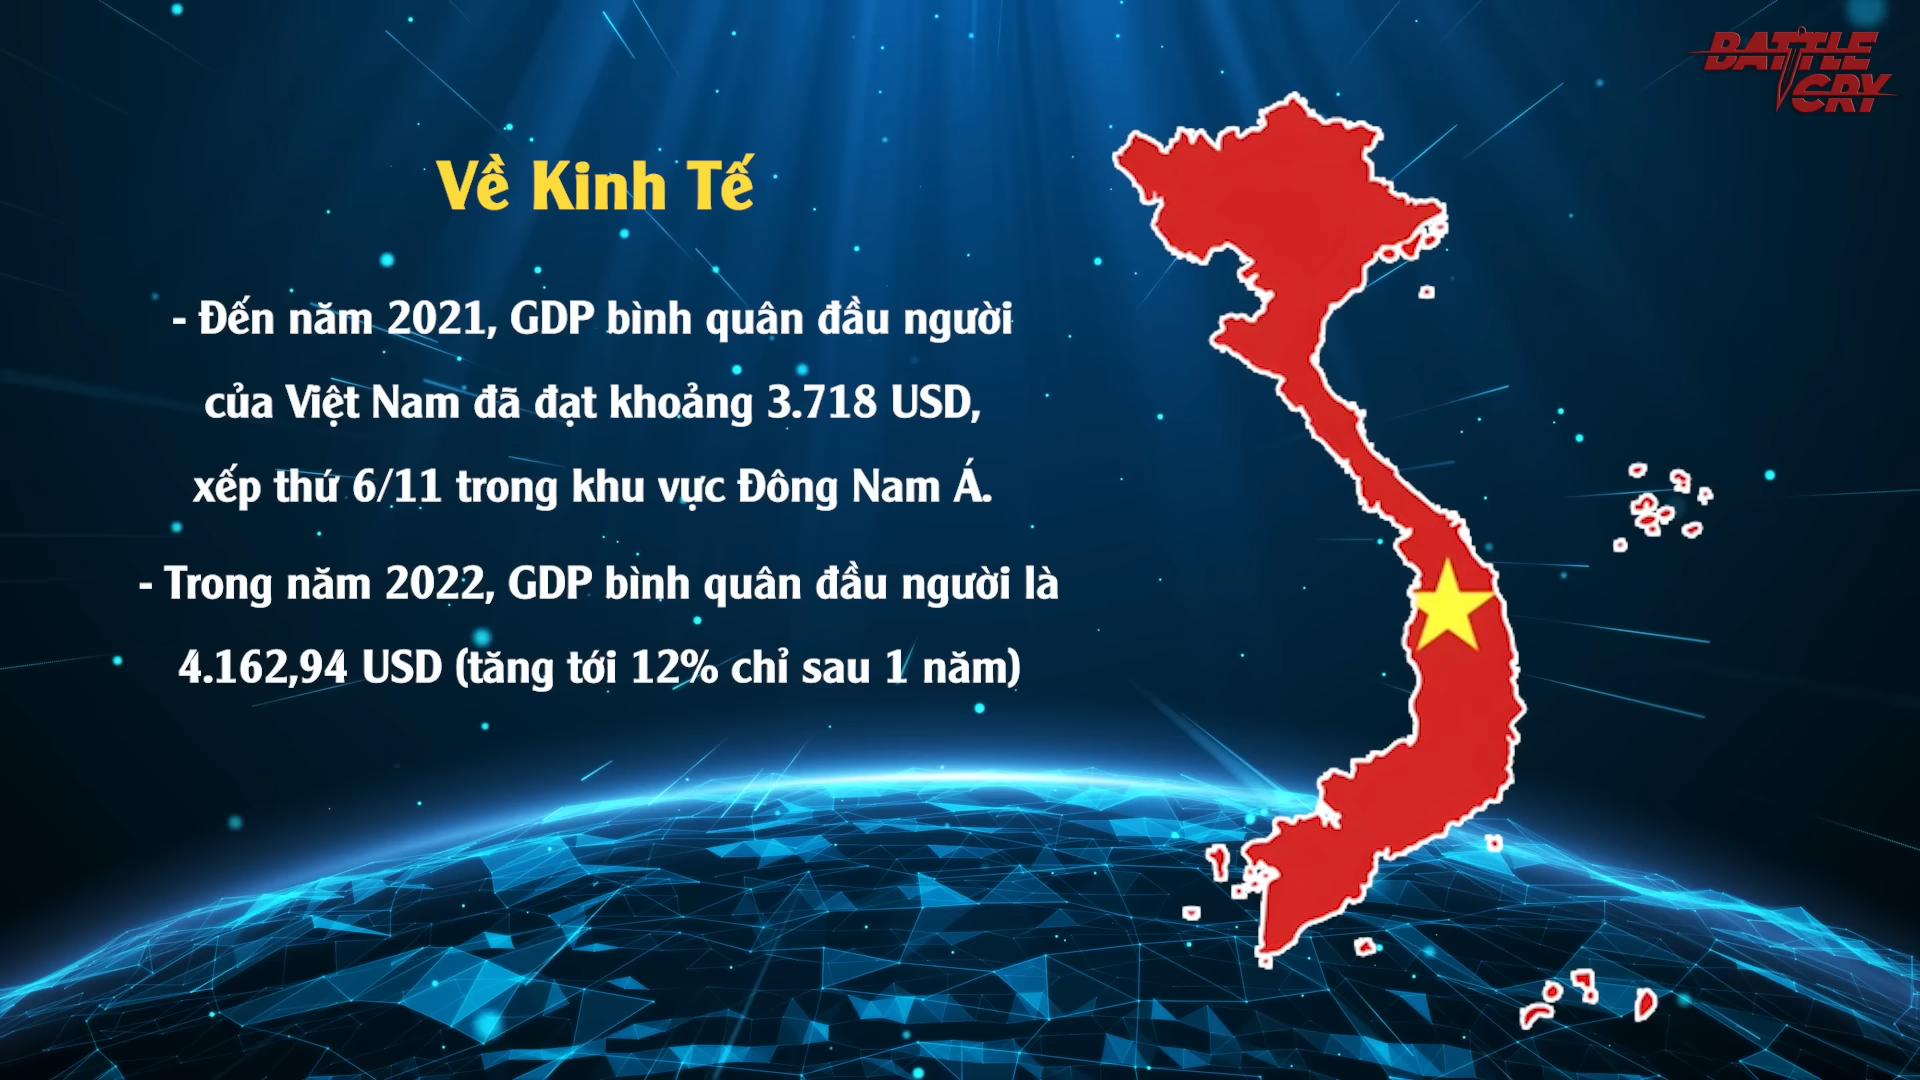 BATTLE
CRY
Về Kinh Tế
- Đến năm 2021, GDP bình quân đầu người
của Việt Nam đã đạt khoảng 3.718 USD,
xếp thứ 6/11 trong khu vực Đông Nam Á.
- Trong năm 2022, GDP bình quân đầu người là
4.162,94 USD (tăng tới 12% chỉ sau 1 năm)